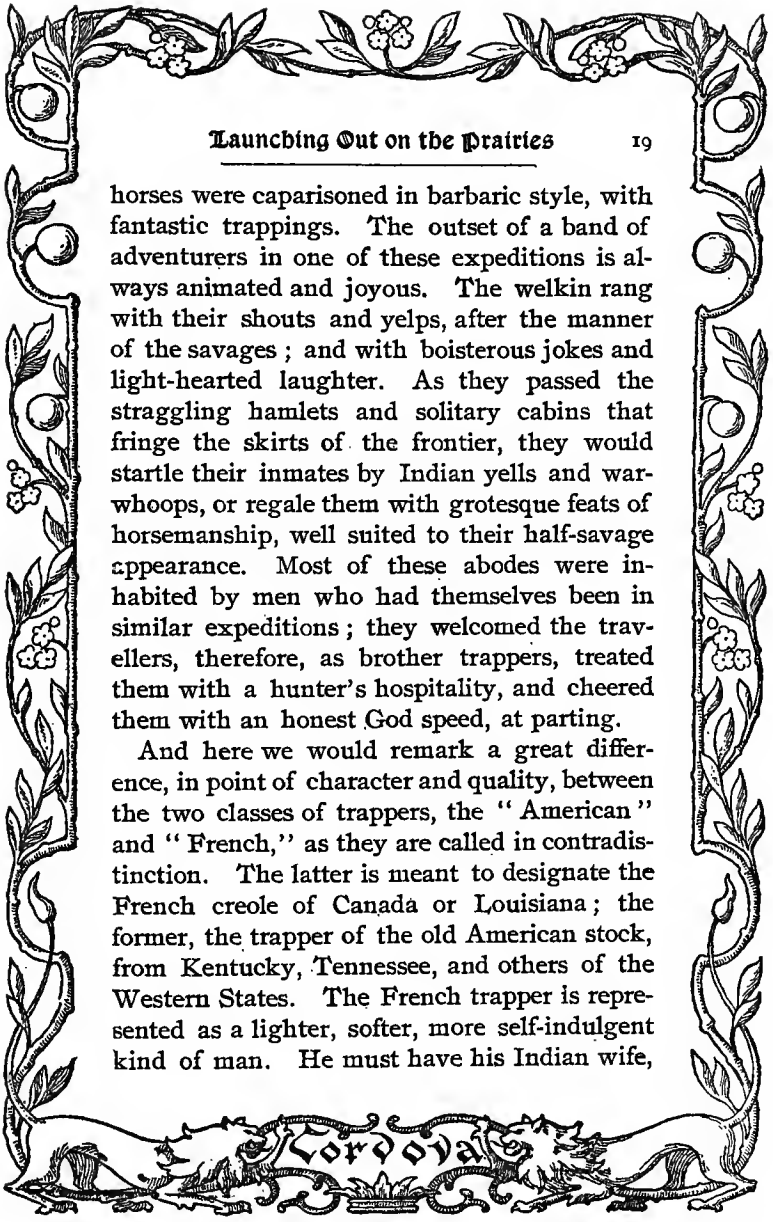 Launching Out on the Prairies 19
horses were caparisoned in barbaric style, with
fantastic trappings. The outset of a band of
adventurers in one of these expeditions is al-
ways animated and joyous. The welkin rang
with their shouts and yelps, after the manner
of the savages ; and with boisterous jokes and
light-hearted laughter. As they passed the
straggling hamlets and solitary cabins that
fringe the skirts of the frontier, they would
startle their inmates by Indian yells and war-
whoops, or regale them with grotesque feats of
horsemanship, well suited to their half-savage
appearance. Most of these abodes were in-
habited by men who had themselves been in
similar expeditions ; they welcomed the trav-
ellers, therefore, as brother trappers, treated
them with a hunter's hospitality, and cheered
them with an honest God speed, at parting.
And here we would remark a great differ-
ence, in point of character and quality, between
the two classes of trappers, the " American "
and " French," as they are called in contradis-
tinction. The latter is meant to designate the
French creole of Canada or Louisiana ; the
former, the trapper of the old American stock,
from Kentucky, Tennessee, and others of the
Western States. The French trapper is repre-
sented as a lighter, softer, more self-indulgent
kind of man. He must have his Indian wife,
Cordova